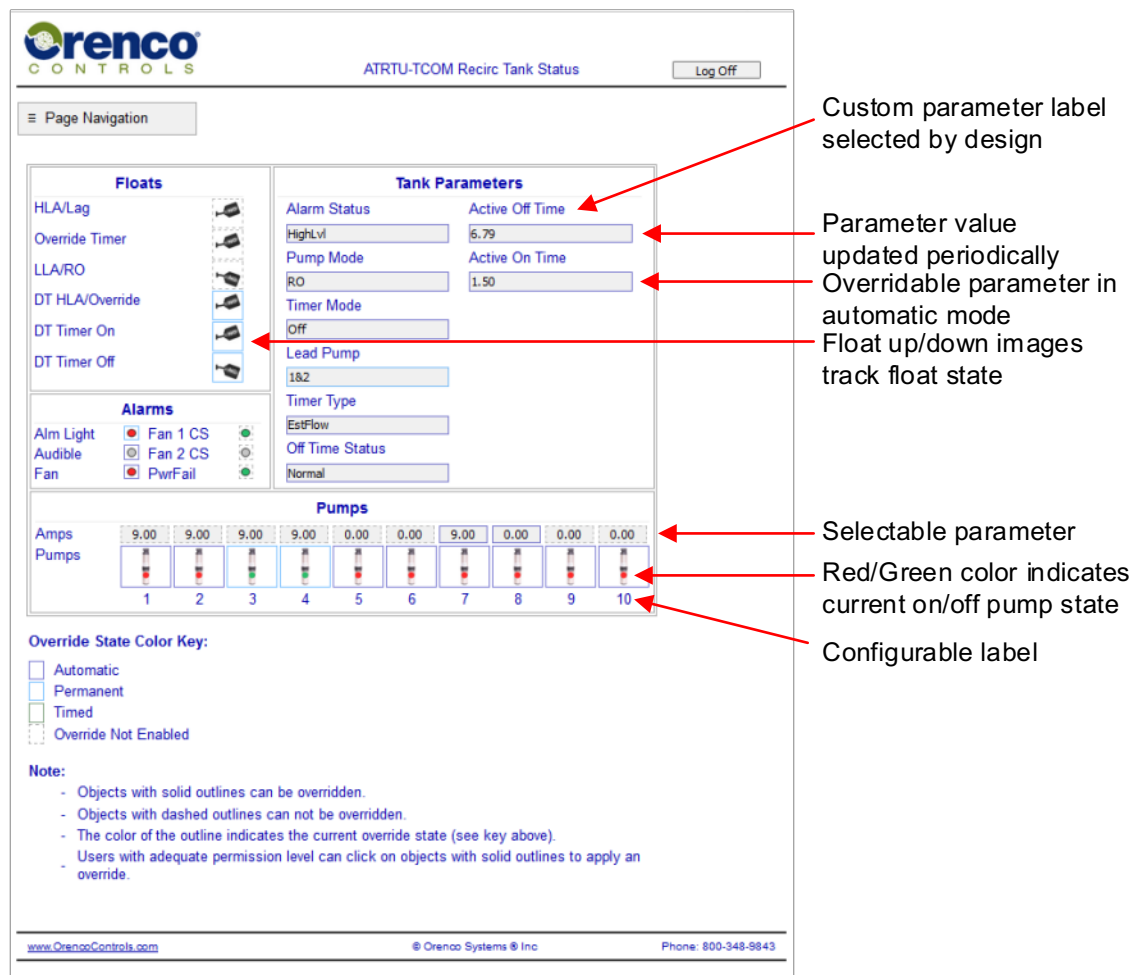 Orenco
CONTROLS
ATRTU-TCOM Recirc Tank Status
Log Off
≡ Page Navigation
Floats
HLA/Lag
Override Timer
LLA/RO
DT HLA/Override
DT Timer On
DT Timer Off
Alarms
Alm Light Fan 1 CS
Audible Fan 2 CS
Fan PwrFail
Tank Parameters
Alarm Status Active Off Time
HighLvl 6.79
Pump Mode Active On Time
RO 1.50
Timer Mode
Off
Lead Pump
1&2
Timer Type
EstFlow
Off Time Status
Normal
Pumps
Amps 9.00 9.00 9.00 9.00 0.00 0.00 9.00 0.00 0.00 0.00
Pumps
1 2 3 4 5 6 7 8 9 10
Override State Color Key:
Automatic
Permanent
Timed
Override Not Enabled
Note:
- Objects with solid outlines can be overridden.
- Objects with dashed outlines can not be overridden.
- The color of the outline indicates the current override state (see key above).
- Users with adequate permission level can click on objects with solid outlines to apply an
override.
www.OrencoControls.com © Orenco Systems ® Inc Phone: 800-348-9843
Custom parameter label
selected by design
Parameter value
updated periodically
Overridable parameter in
automatic mode
Float up/down images
track float state
Selectable parameter
Red/Green color indicates
current on/off pump state
Configurable label